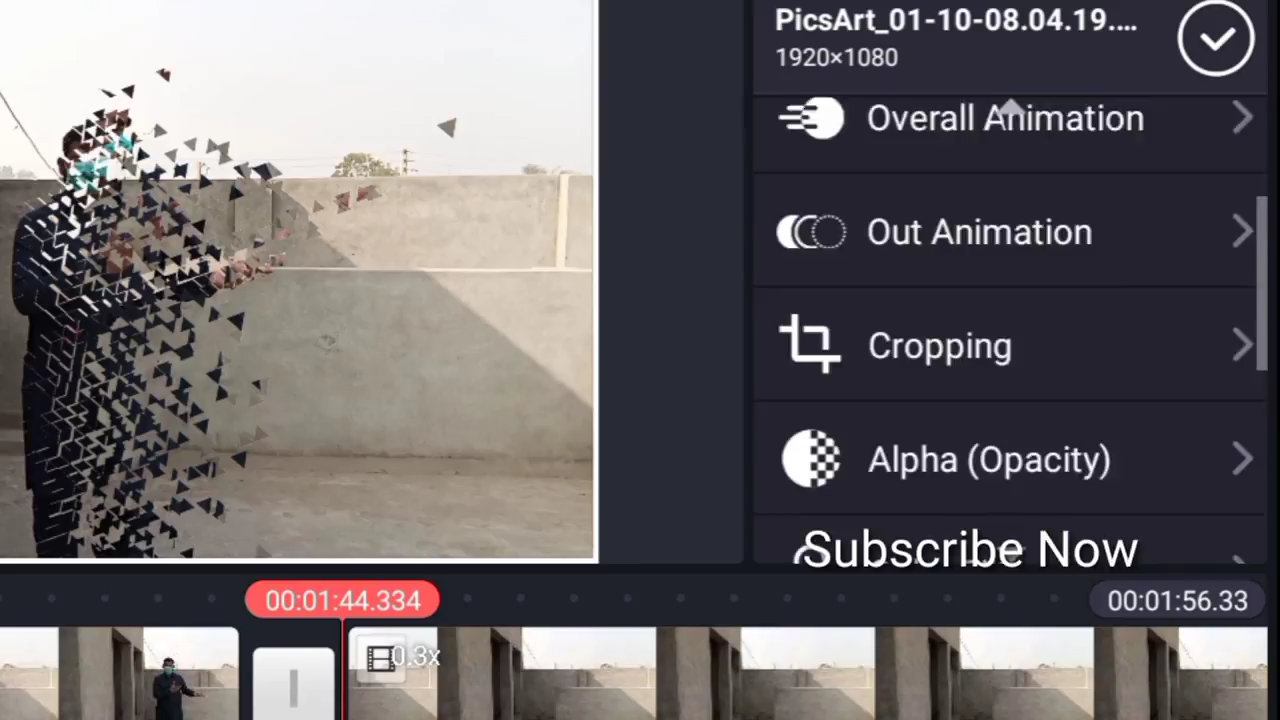 PicsArt_01-10-08.04.19....
1920×1080
Overall Animation
Out Animation
Cropping
Alpha (Opacity)
Subscribe Now
00:01:44.334
00:01:56.33
0.3x